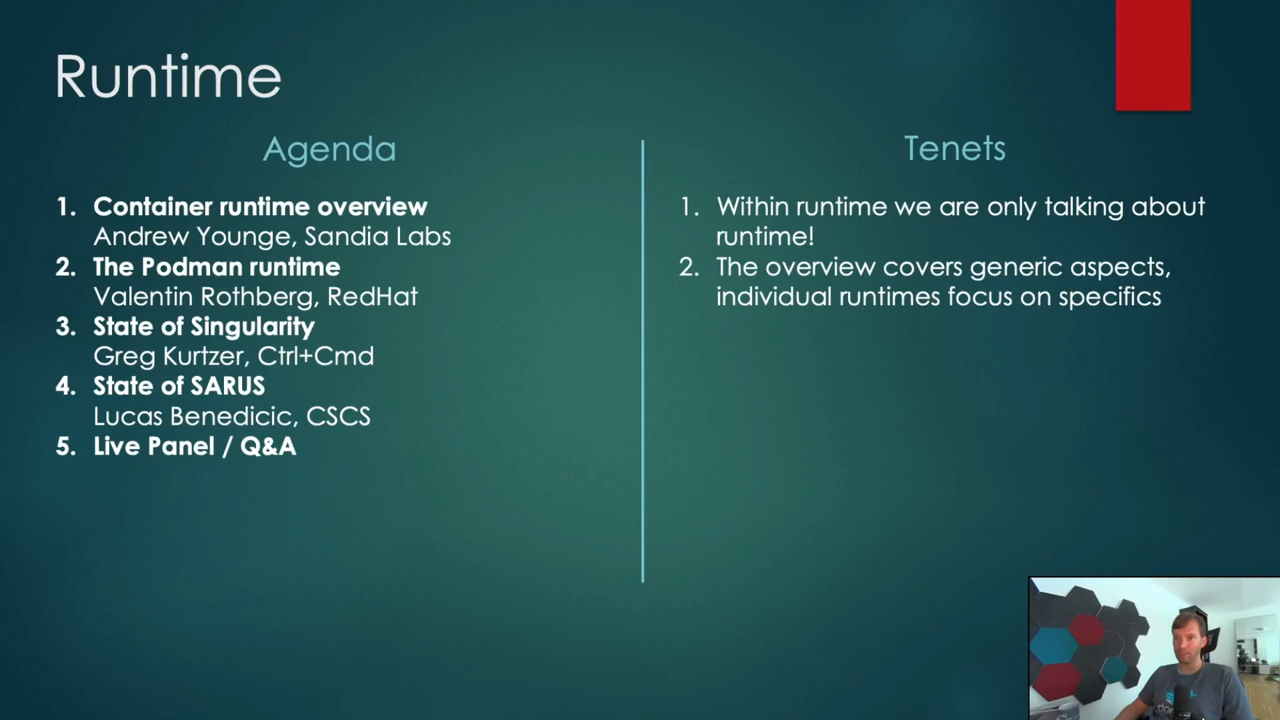 Runtime
Agenda
1. Container runtime overview
Andrew Younge, Sandia Labs
2. The Podman runtime
Valentin Rothberg, RedHat
3. State of Singularity
Greg Kurtzer, Ctrl+Cmd
4. State of SARUS
Lucas Benedicic, CSCS
5. Live Panel / Q&A
Tenets
1. Within runtime we are only talking about
runtime!
2. The overview covers generic aspects,
individual runtimes focus on specifics